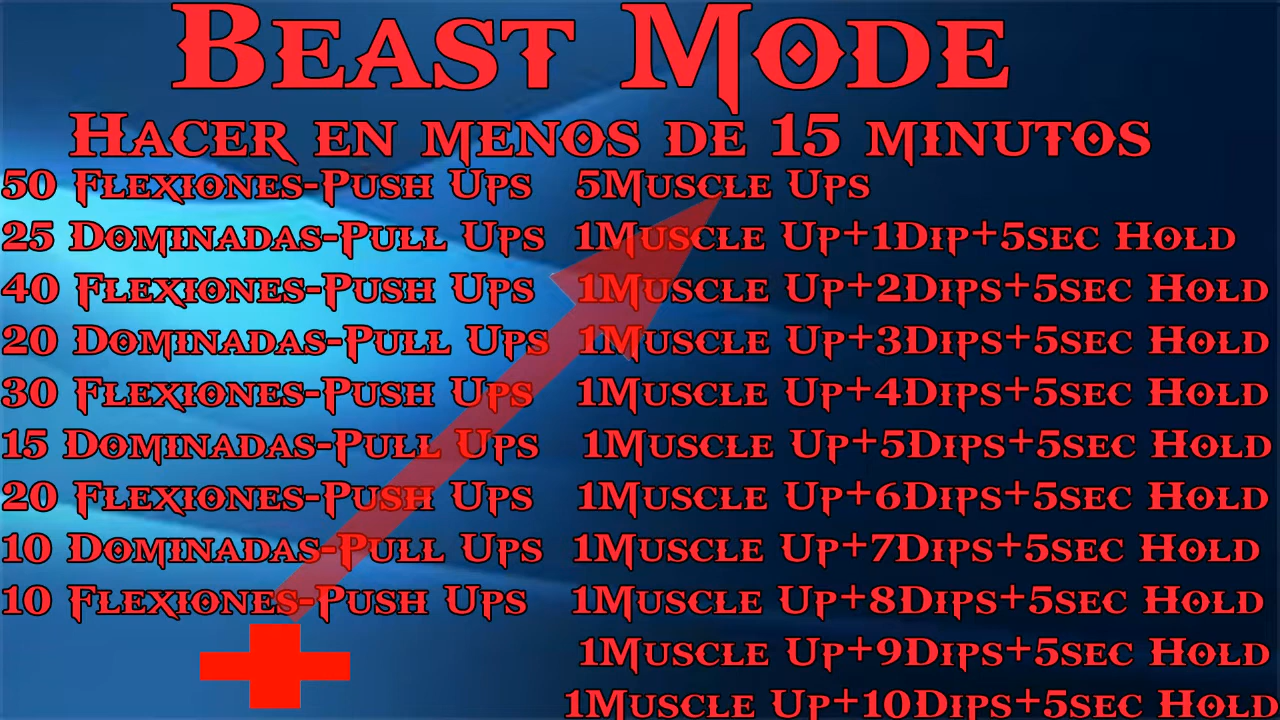 Beast Mode
Hacer en menos de 15 minutos
50 Flexiones-Push Ups
25 Dominadas-Pull Ups
40 Flexiones-Push Ups
20 Dominadas-Pull Ups
30 Flexiones-Push Ups
15 Dominadas-Pull Ups
20 Flexiones-Push Ups
10 Dominadas-Pull Ups
10 Flexiones-Push Ups
5Muscle Ups
1Muscle Up+1Dip+5sec Hold
1Muscle Up+2Dips+5sec Hold
1Muscle Up+3Dips+5sec Hold
1Muscle Up+4Dips+5sec Hold
1Muscle Up+5Dips+5sec Hold
1Muscle Up+6Dips+5sec Hold
1Muscle Up+7Dips+5sec Hold
1Muscle Up+8Dips+5sec Hold
1Muscle Up+9Dips+5sec Hold
1Muscle Up+10Dips+5sec Hold